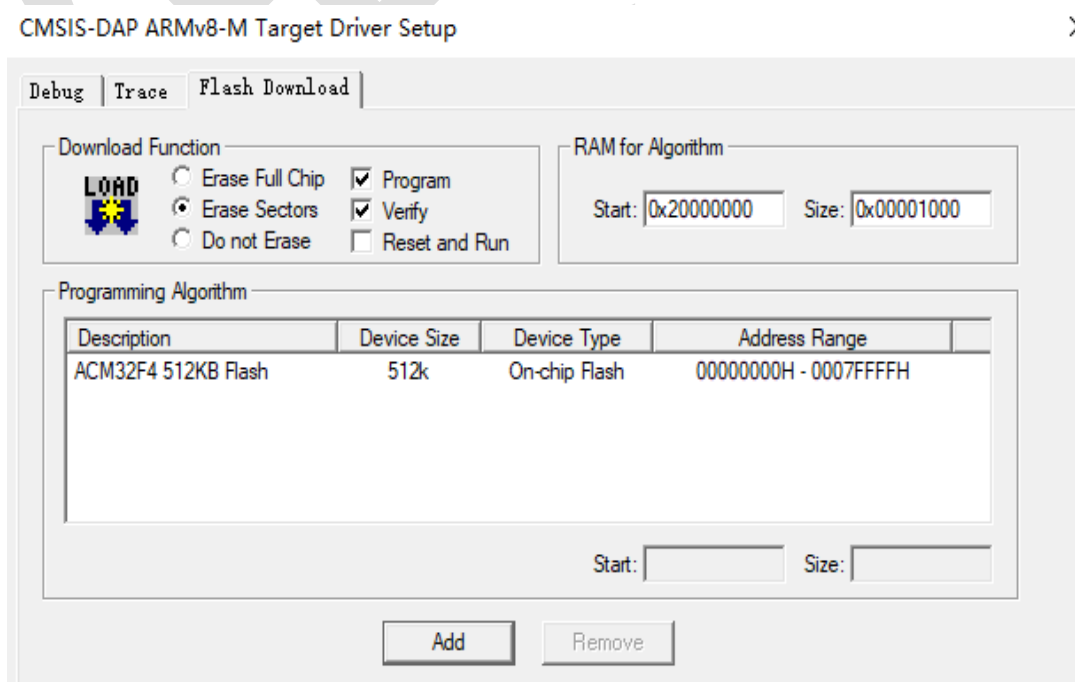 CMSIS-DAP ARMv8-M Target Driver Setup
Debug Trace Flash Download
Download Function
LOAD
Erase Full Chip Program
Erase Sectors Verify
Do not Erase Reset and Run
RAM for Algorithm
Start: 0x20000000 Size: 0x00001000
Programming Algorithm
Description Device Size Device Type Address Range
ACM32F4 512KB Flash 512k On-chip Flash 00000000H - 0007FFFFH
Start: Size:
Add Remove